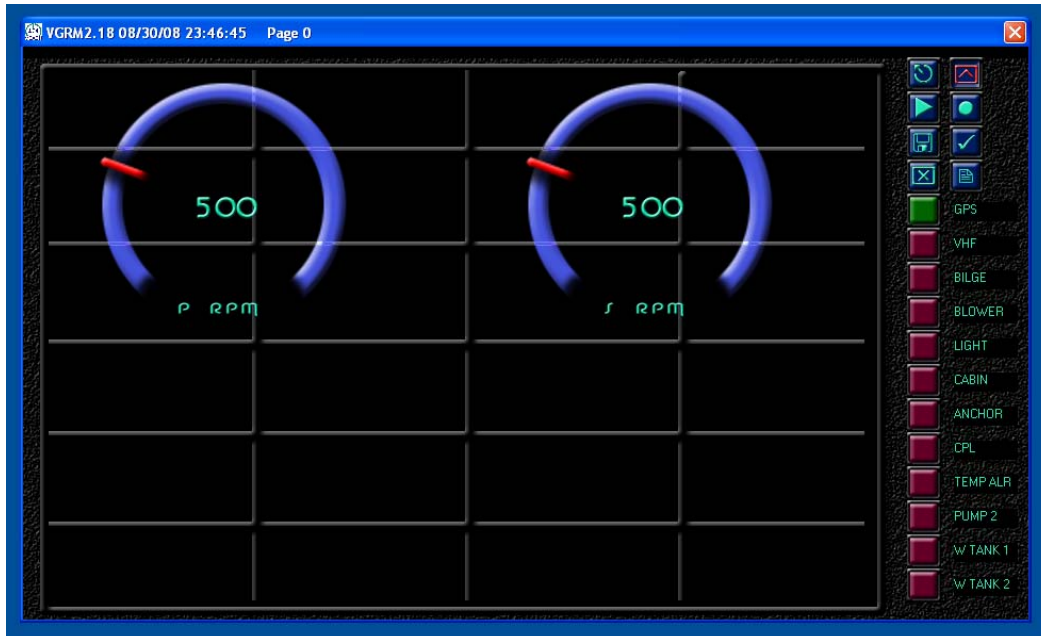 VGRM2.18 08/30/08 23:46:45 Page 0
500
500
P RPM
S RPM
GPS
VHF
BILGE
BLOWER
LIGHT
CABIN
ANCHOR
CPL
TEMP ALR
PUMP 2
W TANK 1
W TANK 2